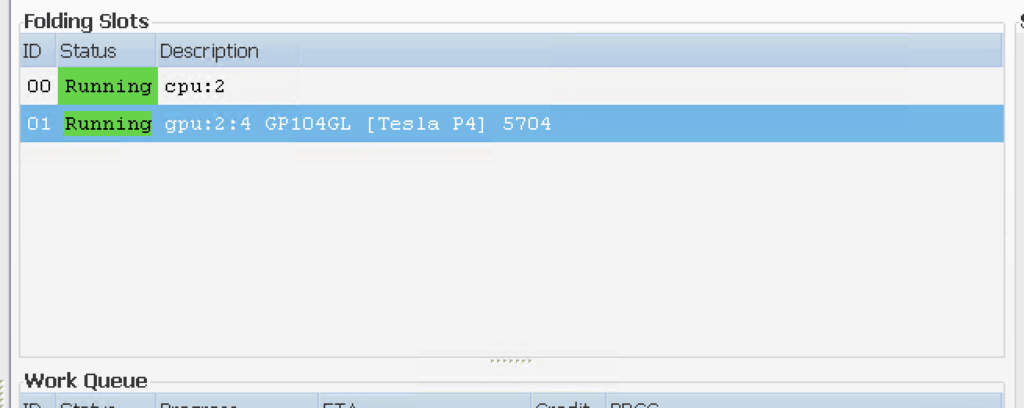 Folding Slots
ID Status Description
00 Running cpu:2
01 Running gpu:2:4 GP104GL [Tesla P4] 5704
Work Queue
ID Status Progress ETA Credit PRCG